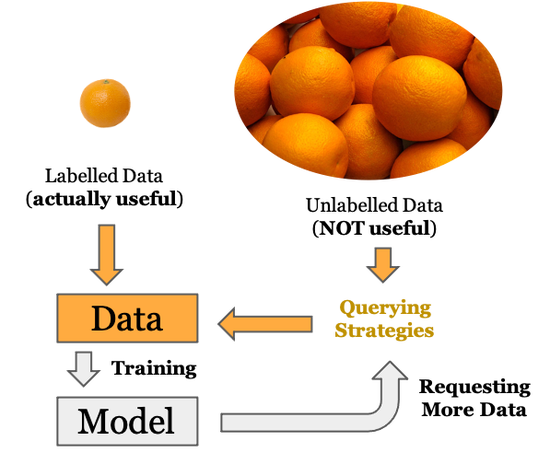 Labelled Data
(actually useful)
Unlabelled Data
(NOT useful)
Data
Querying
Strategies
Training
Model
Requesting
More Data